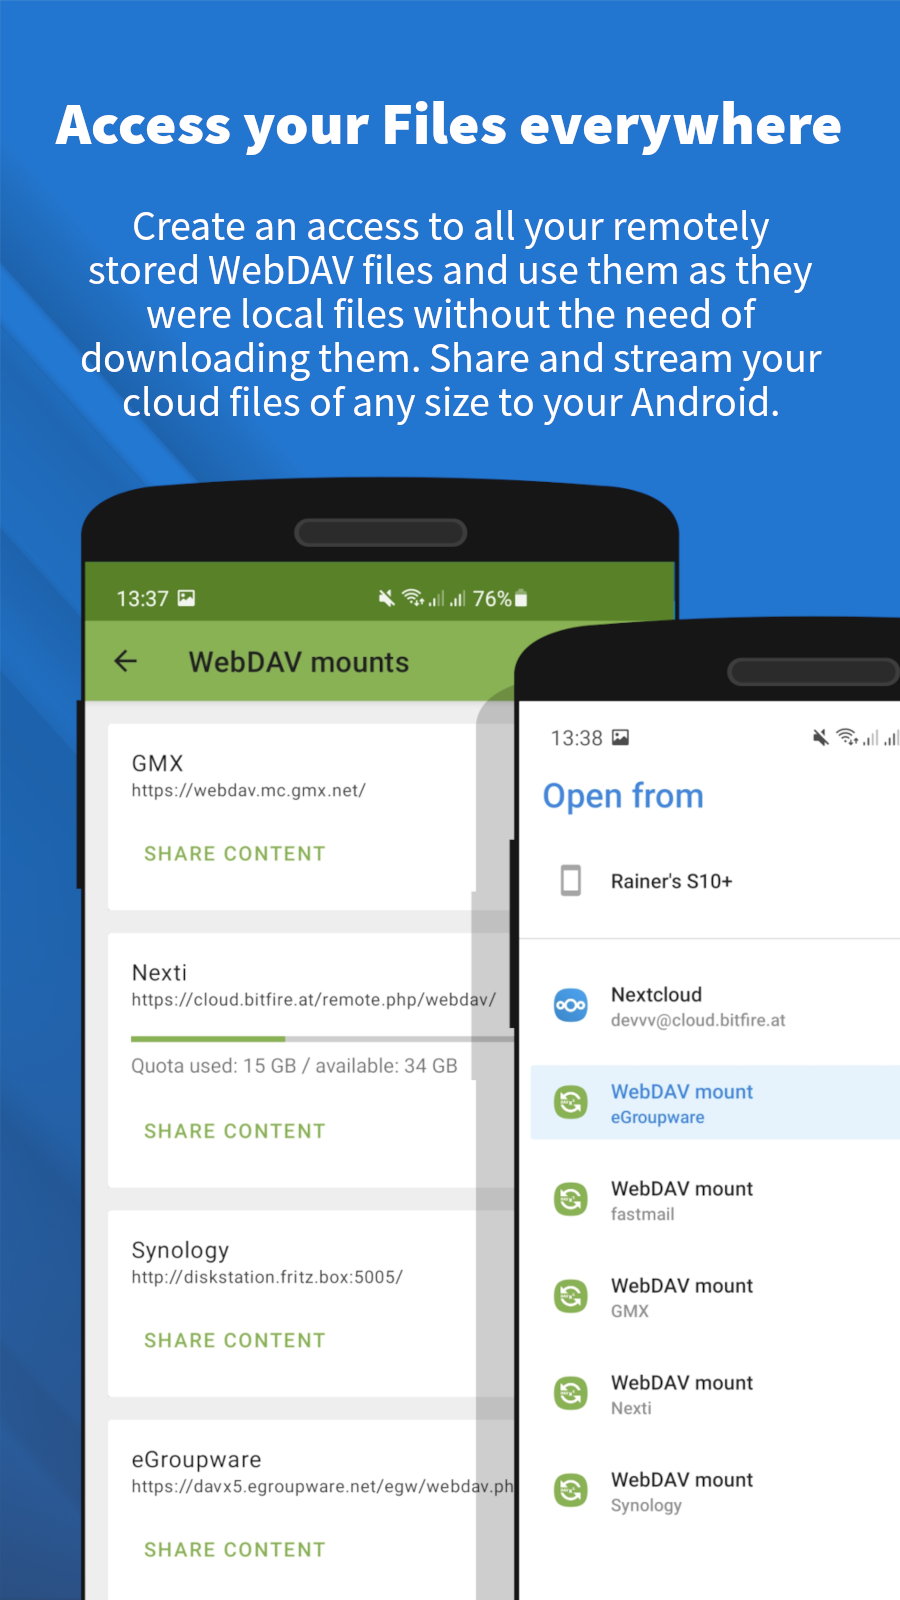 Access your Files everywhere
Create an access to all your remotely
stored WebDAV files and use them as they
were local files without the need of
downloading them. Share and stream your
cloud files of any size to your Android.
13:37
76%
WebDAV mounts
GMX
https://webdav.mc.gmx.net/
SHARE CONTENT
Nexti
https://cloud.bitfire.at/remote.php/webdav/
Quota used: 15 GB / available: 34 GB
SHARE CONTENT
Synology
http://diskstation.fritz.box:5005/
SHARE CONTENT
eGroupware
https://davx5.egroupware.net/egw/webdav.ph
SHARE CONTENT
13:38
Open from
Rainer's S10+
Nextcloud
devvv@cloud.bitfire.at
WebDAV mount
eGroupware
WebDAV mount
fastmail
WebDAV mount
GMX
WebDAV mount
Nexti
WebDAV mount
Synology